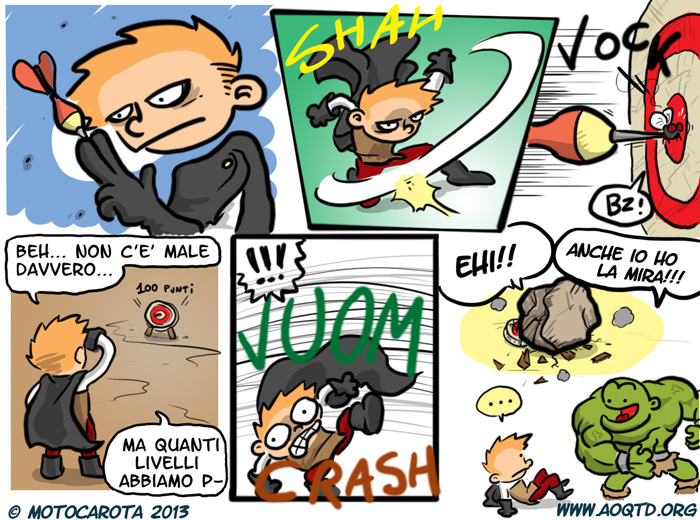 SHAH
VOCK
BZ!
BEH... NON C'E' MALE
DAVVERO...
100 PUNTi
MA QUANTI
LIVELLI
ABBIAMO P-
!!!
VUOM
CRASH
EHI!!
ANCHE IO HO
LA MIRA!!!
...
© MOTOCAROTA 2013
WWW.AOQTD.ORG